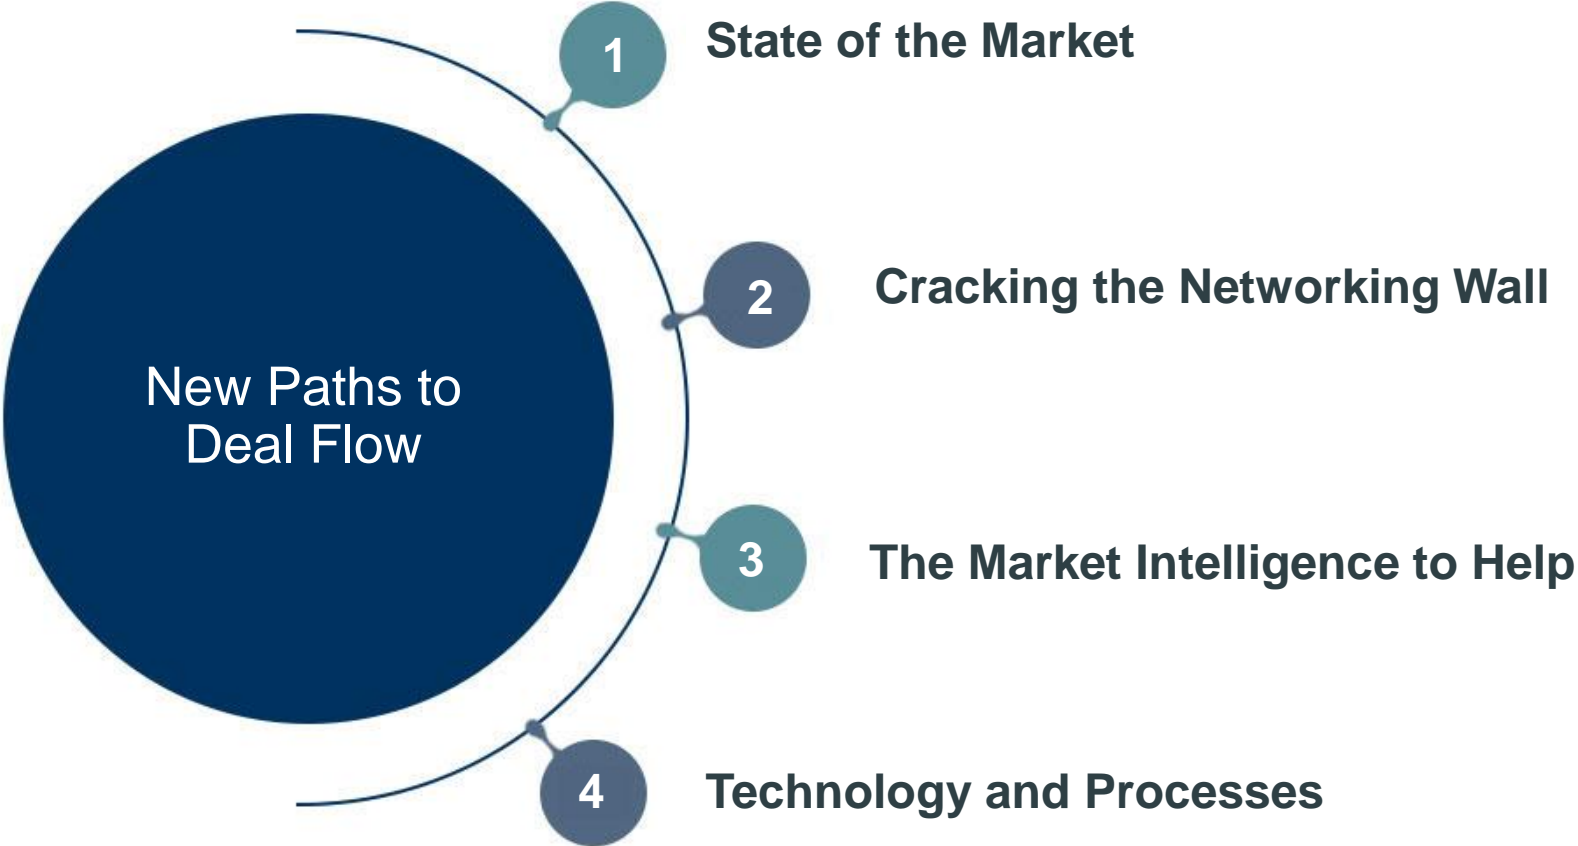 New Paths to
Deal Flow
1
State of the Market
2
Cracking the Networking Wall
3
The Market Intelligence to Help
4
Technology and Processes